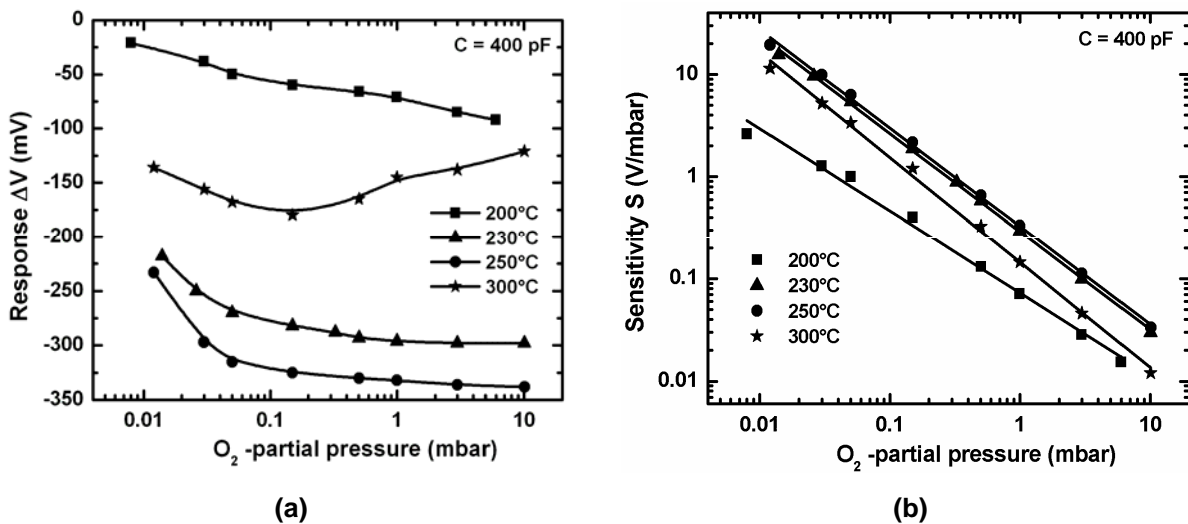 0
-50
-100
-150
-200
-250
-300
-350
Response ΔV (mV)
C = 400 pF
200°C
230°C
250°C
300°C
0.01
0.1
1
10
O₂ -partial pressure (mbar)
(a)
10
1
0.1
0.01
Sensitivity S (V/mbar)
C = 400 pF
200°C
230°C
250°C
300°C
0.01
0.1
1
10
O₂ -partial pressure (mbar)
(b)